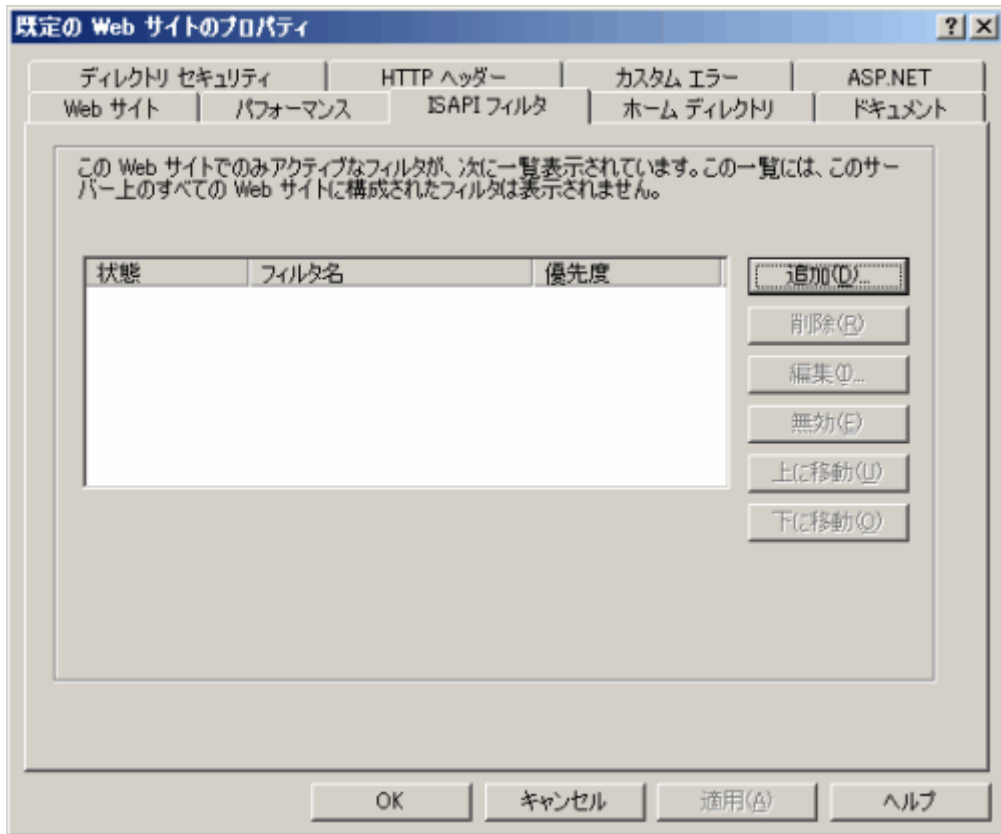 既定の Web サイトのプロパティ
ディレクトリ セキュリティ HTTP ヘッダー カスタム エラー ASP.NET
Web サイト パフォーマンス ISAPI フィルタ ホーム ディレクトリ ドキュメント
この Web サイトでのみアクティブなフィルタが、次に一覧表示されています。この一覧には、このサー
バー上のすべての Web サイトに構成されたフィルタは表示されません。
状態 フィルタ名 優先度
追加(D)...
削除(R)
編集(I)...
無効(F)
上に移動(U)
下に移動(O)
OK キャンセル 適用(A) ヘルプ